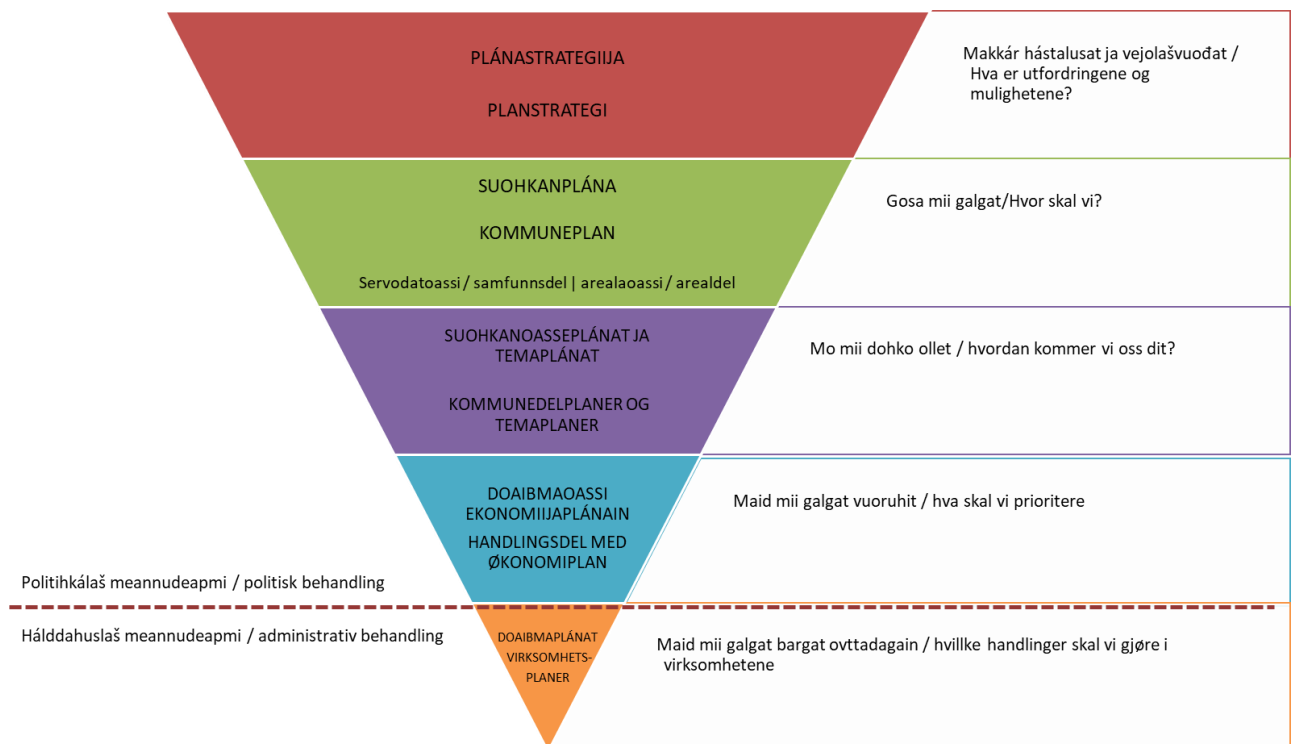 PLÁNASTRATEGIIJA
PLANSTRATEGI
Makkár hástalusat ja vejolašvuođat /
Hva er utfordringene og
mulighetene?
SUOHKANPLÁNA
KOMMUNEPLAN
Servodatoassi / samfunnsdel | arealaoassi / arealdel
Gosa mii galgat/Hvor skal vi?
SUOHKANOASSEPLÁNAT JA
TEMAPLÁNAT
KOMMUNEDELPLANER OG
TEMAPLANER
Mo mii dohko ollet / hvordan kommer vi oss dit?
DOAIBMAOASSI
EKONOMIIJAPLÁNAIN
HANDLINGSDEL MED
ØKONOMIPLAN
Maid mii galgat vuoruhit / hva skal vi prioritere
Politihkálaš meannudeapmi / politisk behandling
Hálddahuslaš meannudeapmi / administrativ behandling
DOAIBMAPLÁNAT
VIRKSOMHETS-
PLANER
Maid mii galgat bargat ovttadagain / hvillke handlinger skal vi gjøre i
virksomhetene